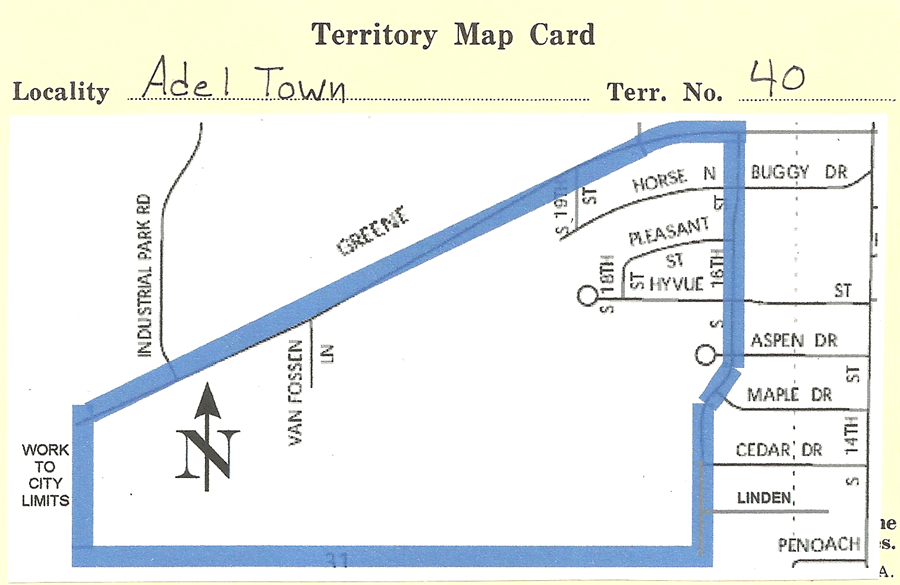 Territory Map Card
Locality Adel Town Terr. No. 40
INDUSTRIAL PARK RD
GREENE
S 19TH ST
HORSE N BUGGY DR
PLEASANT ST
S 18TH ST
HYVUE ST
S 16TH ST
ASPEN DR
VAN FOSSEN LN
MAPLE DR
S 14TH ST
N
WORK
TO
CITY
LIMITS
CEDAR DR
LINDEN
PENOACH
31
s.
A.